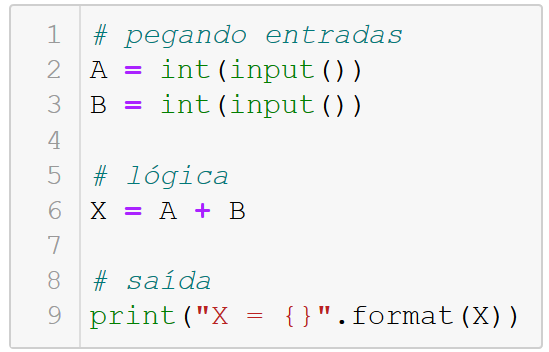 1 # pegando entradas
2 A = int(input())
3 B = int(input())
4
5 # lógica
6 X = A + B
7
8 # saída
9 print("X = {}".format(X))